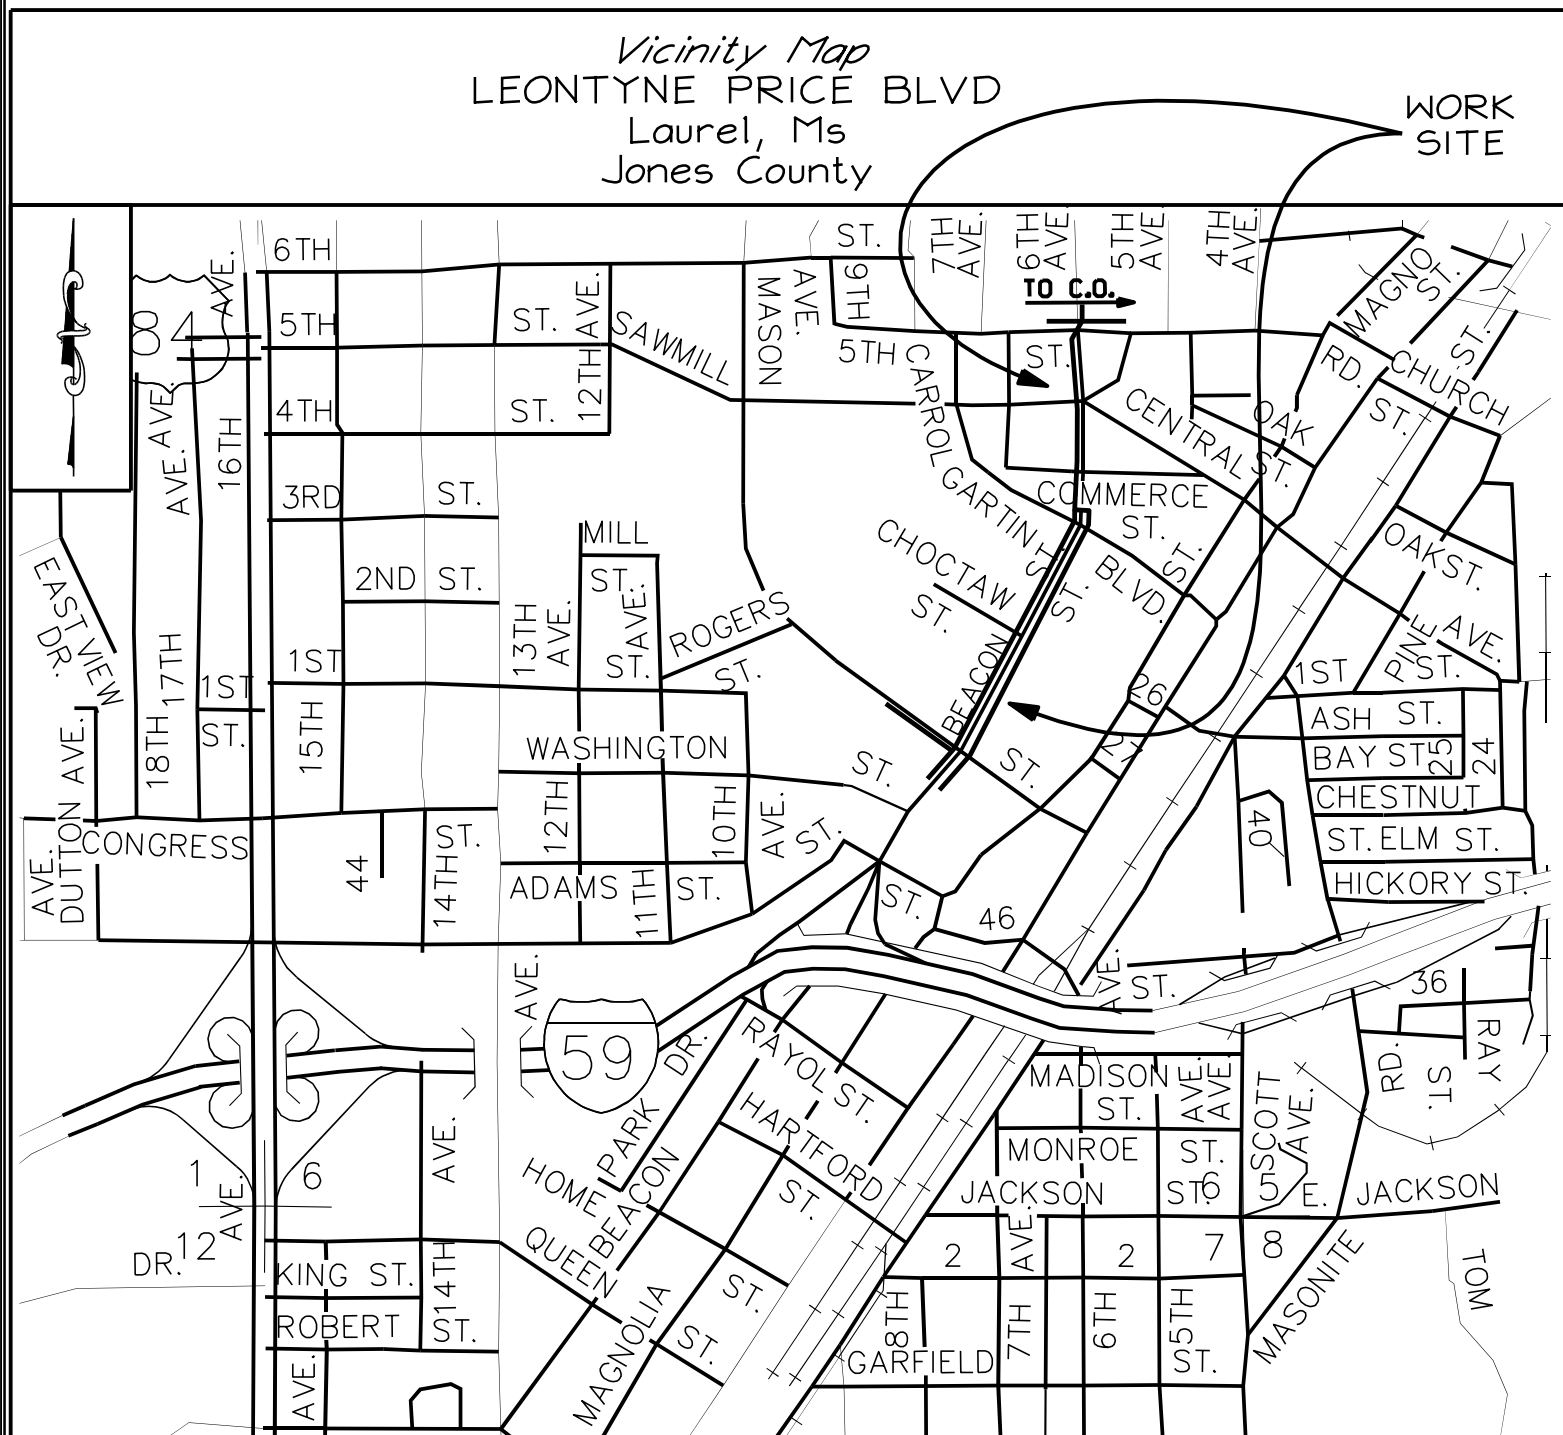 Vicinity Map
LEONTYNE PRICE BLVD
Laurel, Ms
Jones County
WORK
SITE
6TH
ST.
AVE.
84
5TH
ST.
12TH AVE.
SAWMILL
MASON
AVE.
9TH
5TH
ST.
7TH
AVE.
6TH
AVE.
5TH
AVE.
4TH
AVE.
TO C.O.
MAGNO
ST.
ST.
RD.
CHURCH
ST.
CARROL
GARTIN
ST.
CENTRAL
OAK
ST.
4TH
ST.
16TH
AVE.
AVE.
3RD
ST.
COMMERCE
ST.
MILL
ST.
AVE.
CHOCTAW
ST.
BLVD.
ST.
ST.
OAK ST.
EAST VIEW
DR.
2ND
ST.
13TH
AVE.
ROGERS
ST.
BEACON
PINE
AVE.
17TH
1ST
ST.
1ST
ST.
1ST
ST.
18TH
15TH
WASHINGTON
ST.
ST.
26
27
ASH
ST.
BAY ST.
25
24
CHESTNUT
ST.
ELM ST.
HICKORY ST.
40
AVE.
DUTTON AVE.
CONGRESS
ST.
44
14TH
12TH
10TH
AVE.
ST.
ADAMS
ST.
11TH
ST.
46
AVE.
AVE.
ST.
36
59
DR.
RAYOL ST.
RD.
ST.
RAY
PARK
HARTFORD
ST.
MADISON
ST.
AVE.
AVE.
SCOTT
AVE.
MONROE
ST.
JACKSON
ST.
6
5
E. JACKSON
1
6
12
AVE.
AVE.
HOME
BEACON
QUEEN
ST.
ST.
MAGNOLIA
DR.
KING ST.
14TH
ROBERT
ST.
AVE.
2
AVE.
2
7
8
8TH
7TH
6TH
5TH
GARFIELD
ST.
MASONITE
TOM